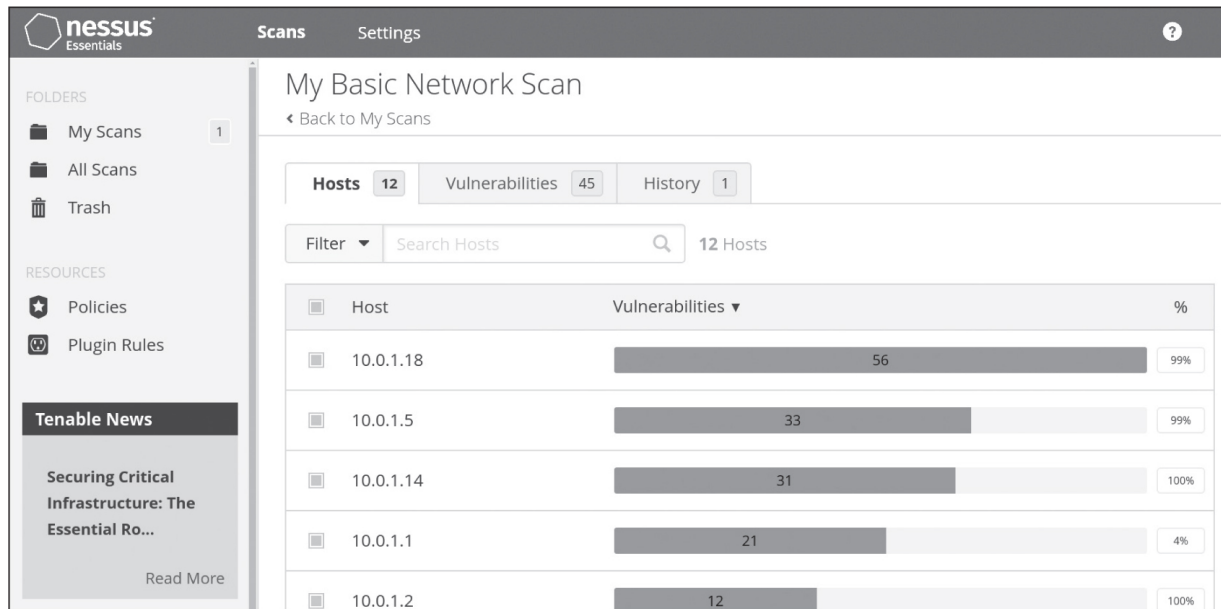 nessus
Essentials
Scans
Settings
?
FOLDERS
My Scans 1
All Scans
Trash
RESOURCES
Policies
Plugin Rules
Tenable News
Securing Critical
Infrastructure: The
Essential Ro...
Read More
My Basic Network Scan
Back to My Scans
Hosts 12
Vulnerabilities 45
History 1
Filter
Search Hosts
12 Hosts
Host Vulnerabilities %
10.0.1.18 56 99%
10.0.1.5 33 99%
10.0.1.14 31 100%
10.0.1.1 21 4%
10.0.1.2 12 100%